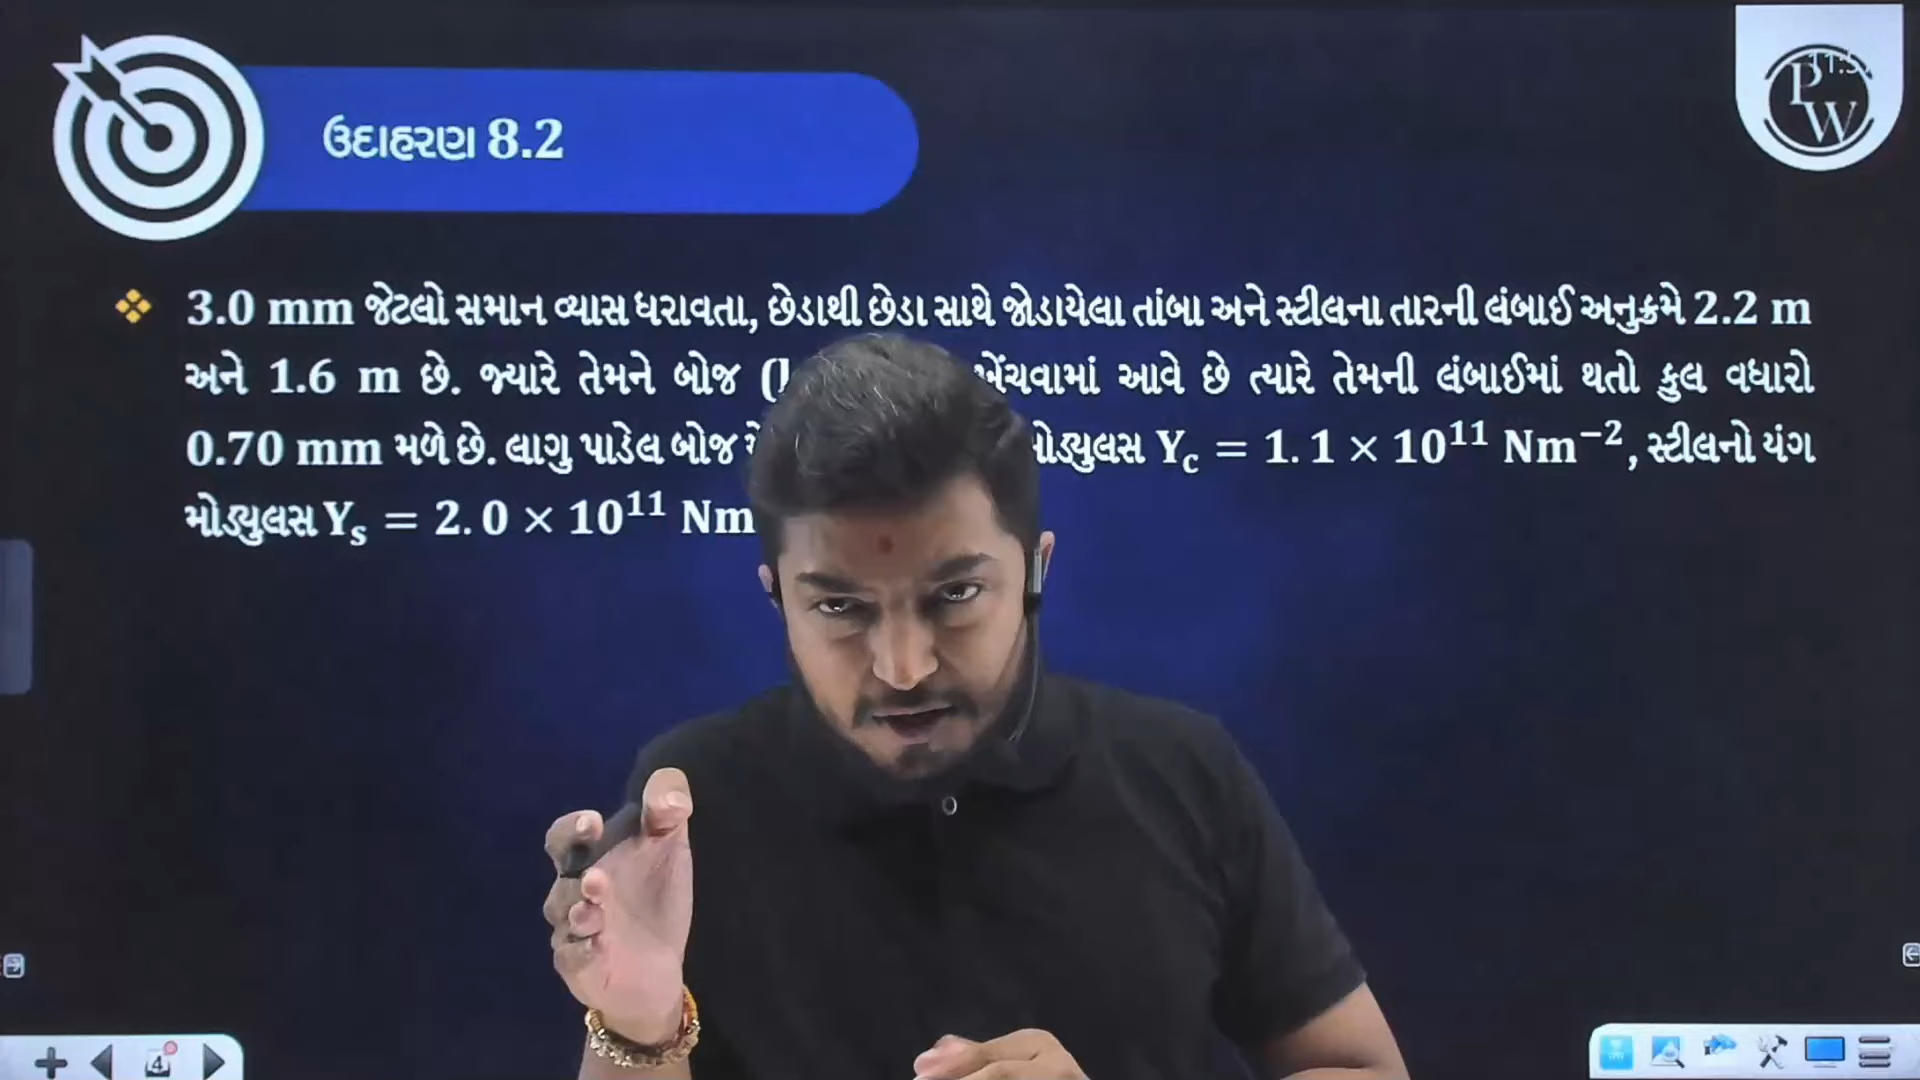 ઉદાહરણ 8.2
PW
3.0 mm જેટલો સમાન વ્યાસ ધરાવતા, છેડાથી છેડા સાથે જોડાયેલા તાંબા અને સ્ટીલના તારની લંબાઈ અનુક્રમે 2.2 m
અને 1.6 m છે. જ્યારે તેમને બોજ ખેંચવામાં આવે છે ત્યારે તેમની લંબાઈમાં થતો કુલ વધારો
0.70 mm મળે છે. લાગુ પાડેલ બોજ મોડ્યુલસ Y꜀ = 1.1 × 10¹¹ Nm⁻², સ્ટીલનો યંગ
મોડ્યુલસ Yₛ = 2.0 × 10¹¹ Nm
4